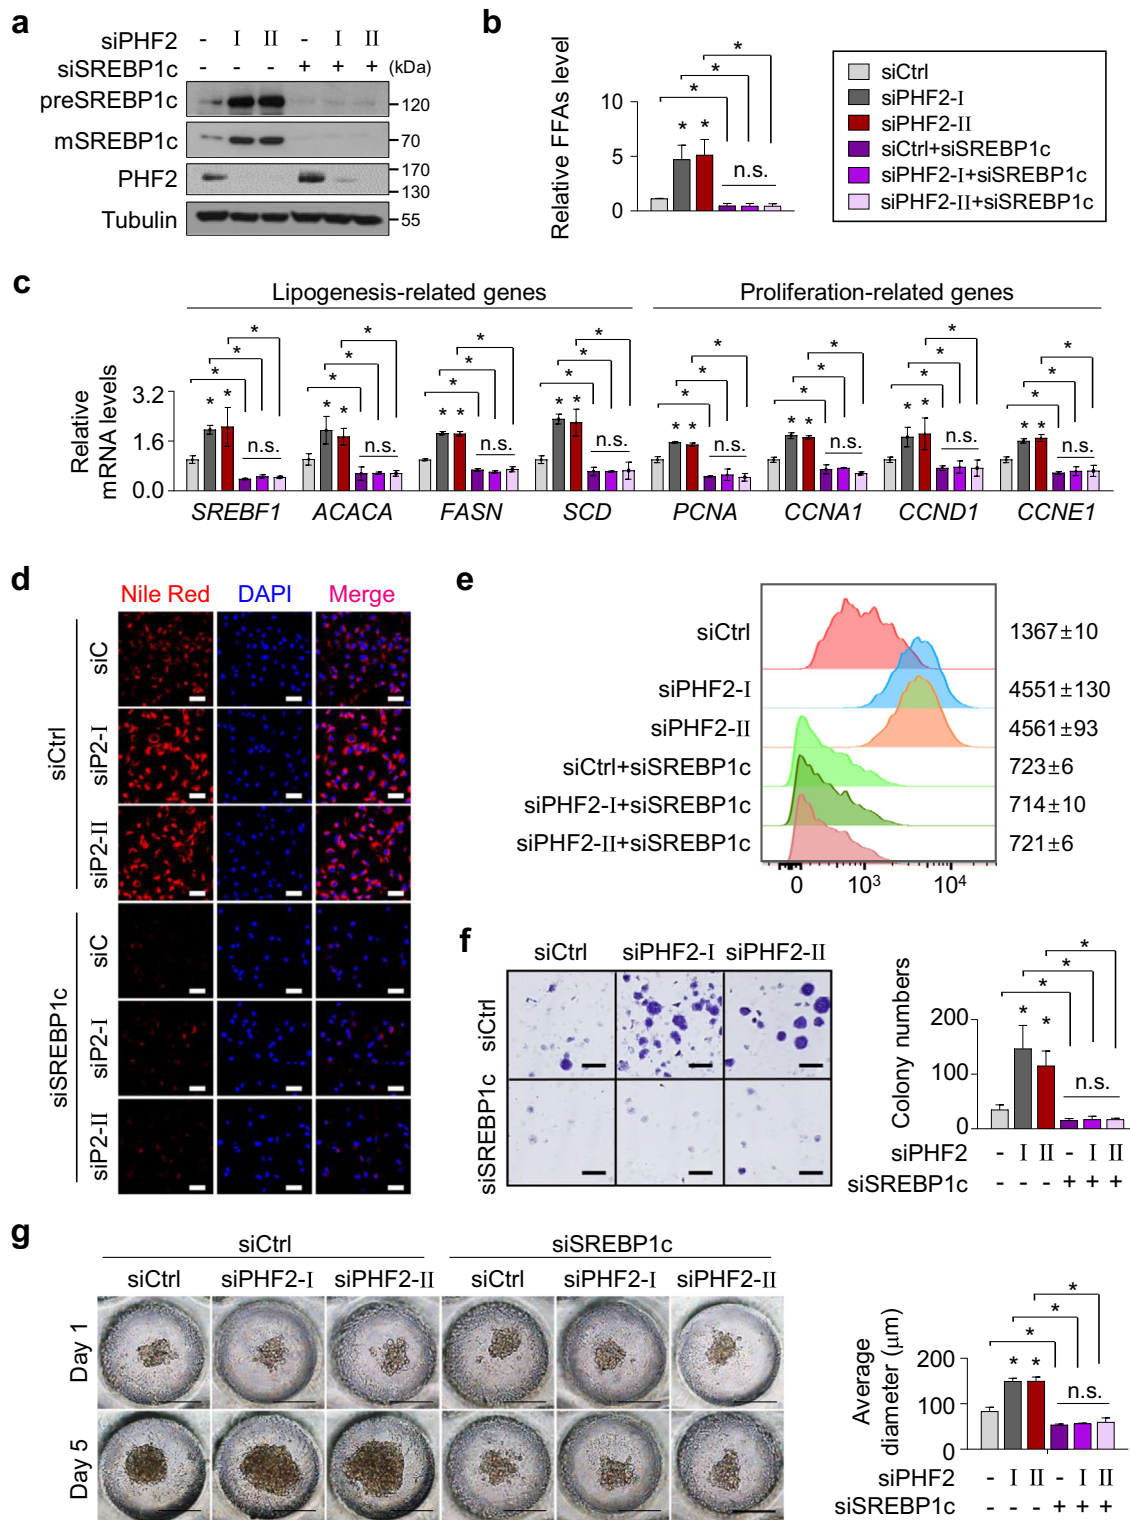 a
siPHF2 - I II - I II
siSREBP1c - - - + + + (kDa)
preSREBP1c 120
mSREBP1c 70
PHF2 170
130
Tubulin 55
b
Relative FFAs level
10
5
0
* *
* * *
n.s.
siCtrl
siPHF2-I
siPHF2-II
siCtrl+siSREBP1c
siPHF2-I+siSREBP1c
siPHF2-II+siSREBP1c
c
Lipogenesis-related genes Proliferation-related genes
Relative
mRNA levels
3.2
1.6
0.0
* * * * * * * *
* * * * * * * *
* * * * * * * *
* * * * * * * * * * * * * * * *
n.s. n.s. n.s. n.s. n.s. n.s. n.s. n.s.
SREBF1 ACACA FASN SCD PCNA CCNA1 CCND1 CCNE1
d
Nile Red DAPI Merge
siCtrl
siC
siP2-I
siP2-II
siSREBP1c
siC
siP2-I
siP2-II
e
siCtrl 1367±10
siPHF2-I 4551±130
siPHF2-II 4561±93
siCtrl+siSREBP1c 723±6
siPHF2-I+siSREBP1c 714±10
siPHF2-II+siSREBP1c 721±6
0 10³ 10⁴
f
siCtrl siPHF2-I siPHF2-II
siCtrl
siSREBP1c
Colony numbers
200
100
0
* *
* * *
n.s.
siPHF2 - I II - I II
siSREBP1c - - - + + +
g
siCtrl siSREBP1c
siCtrl siPHF2-I siPHF2-II siCtrl siPHF2-I siPHF2-II
Day 1
Day 5
Average
diameter (µm)
200
100
0
* *
* * *
n.s.
siPHF2 - I II - I II
siSREBP1c - - - + + +